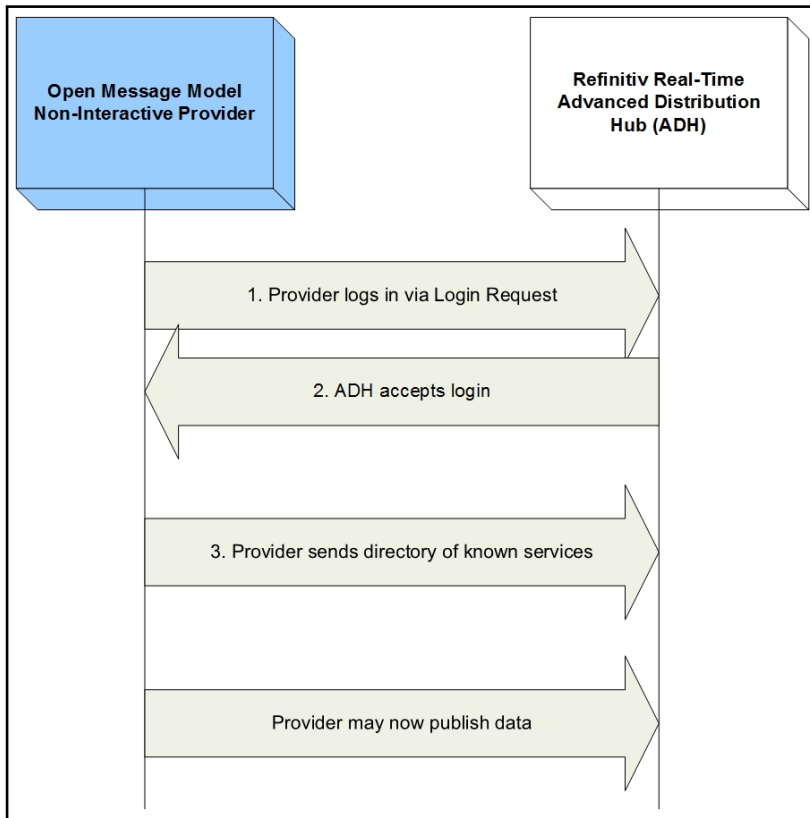 Open Message Model
Non-Interactive Provider
Refinitiv Real-Time
Advanced Distribution
Hub (ADH)
1. Provider logs in via Login Request
2. ADH accepts login
3. Provider sends directory of known services
Provider may now publish data